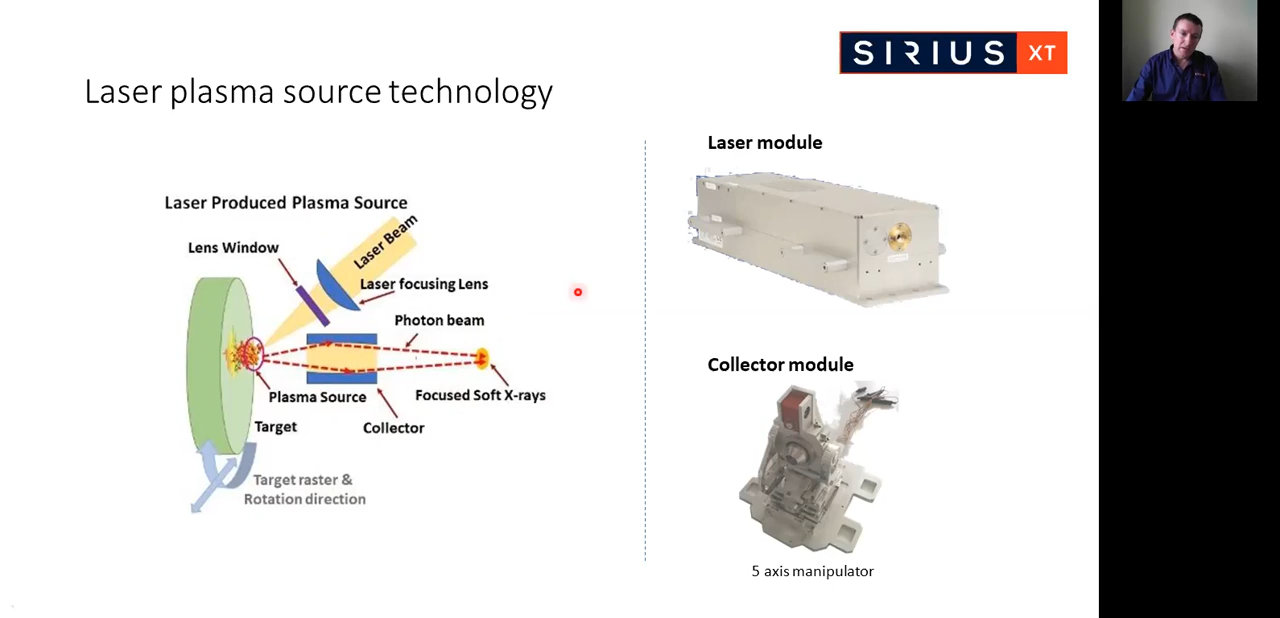 SIRIUS XT
Laser plasma source technology
Laser Produced Plasma Source
Laser Beam
Lens Window
Laser focusing Lens
Photon beam
Plasma Source
Focused Soft X-rays
Target
Collector
Target raster &
Rotation direction
Laser module
Collector module
5 axis manipulator